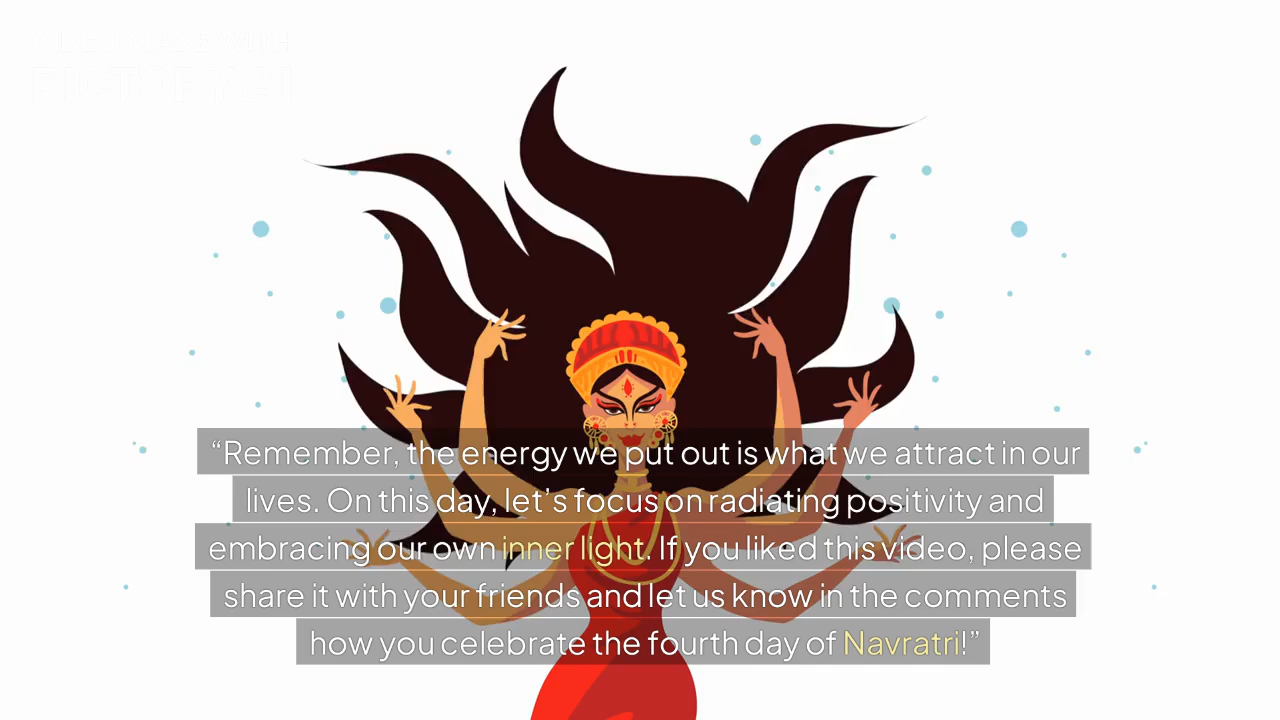 “Remember, the energy we put out is what we attract in our
lives. On this day, let’s focus on radiating positivity and
embracing our own inner light. If you liked this video, please
share it with your friends and let us know in the comments
how you celebrate the fourth day of Navratri!”